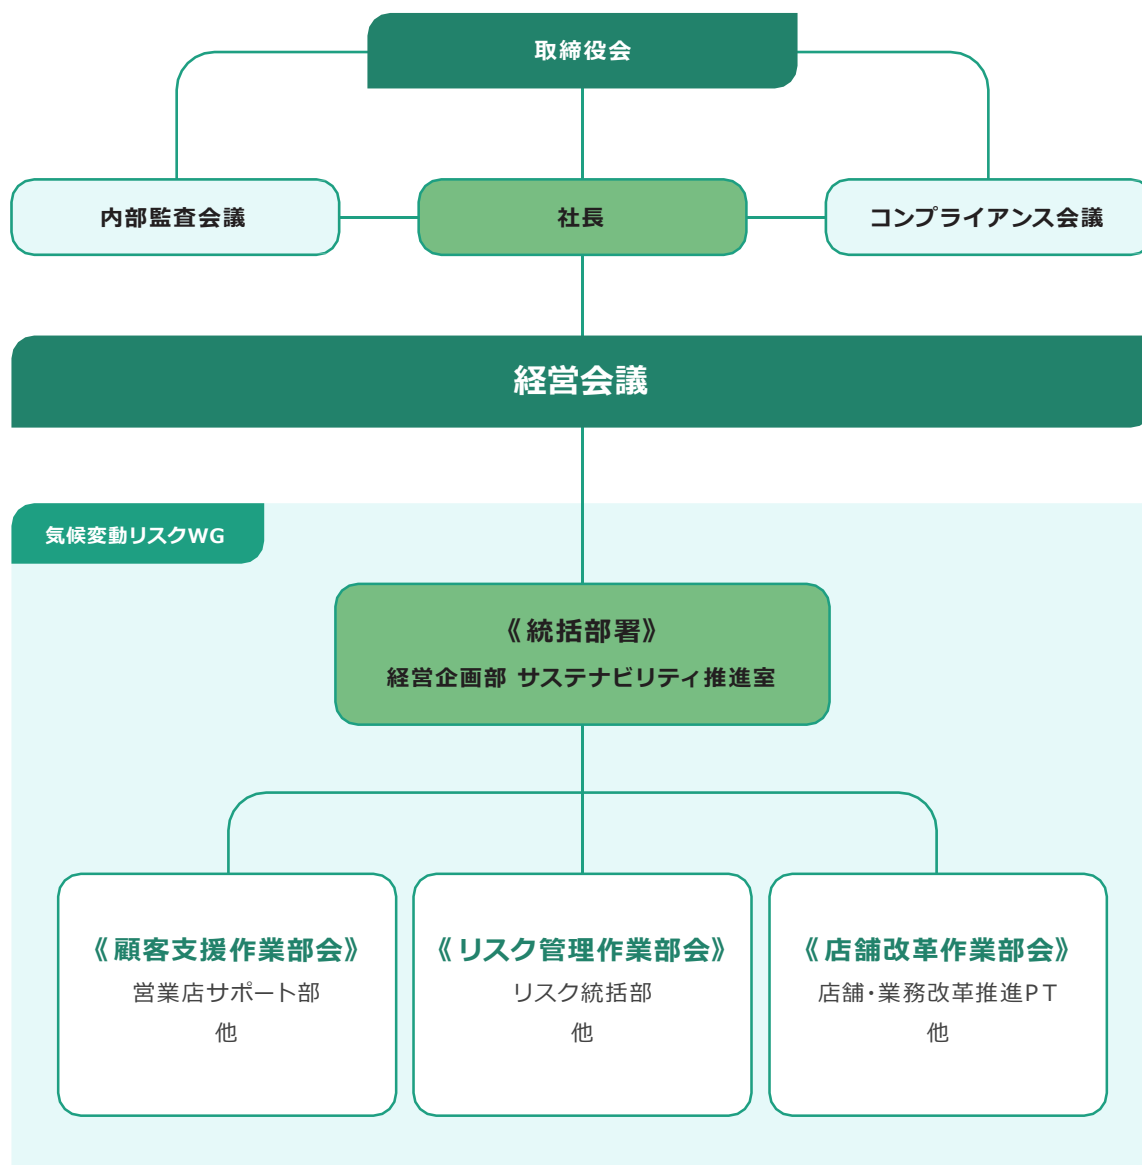 取締役会
内部監査会議
社長
コンプライアンス会議
経営会議
気候変動リスクWG
《統括部署》
経営企画部 サステナビリティ推進室
《顧客支援作業部会》
営業店サポート部
他
《リスク管理作業部会》
リスク統括部
他
《店舗改革作業部会》
店舗・業務改革推進PT
他